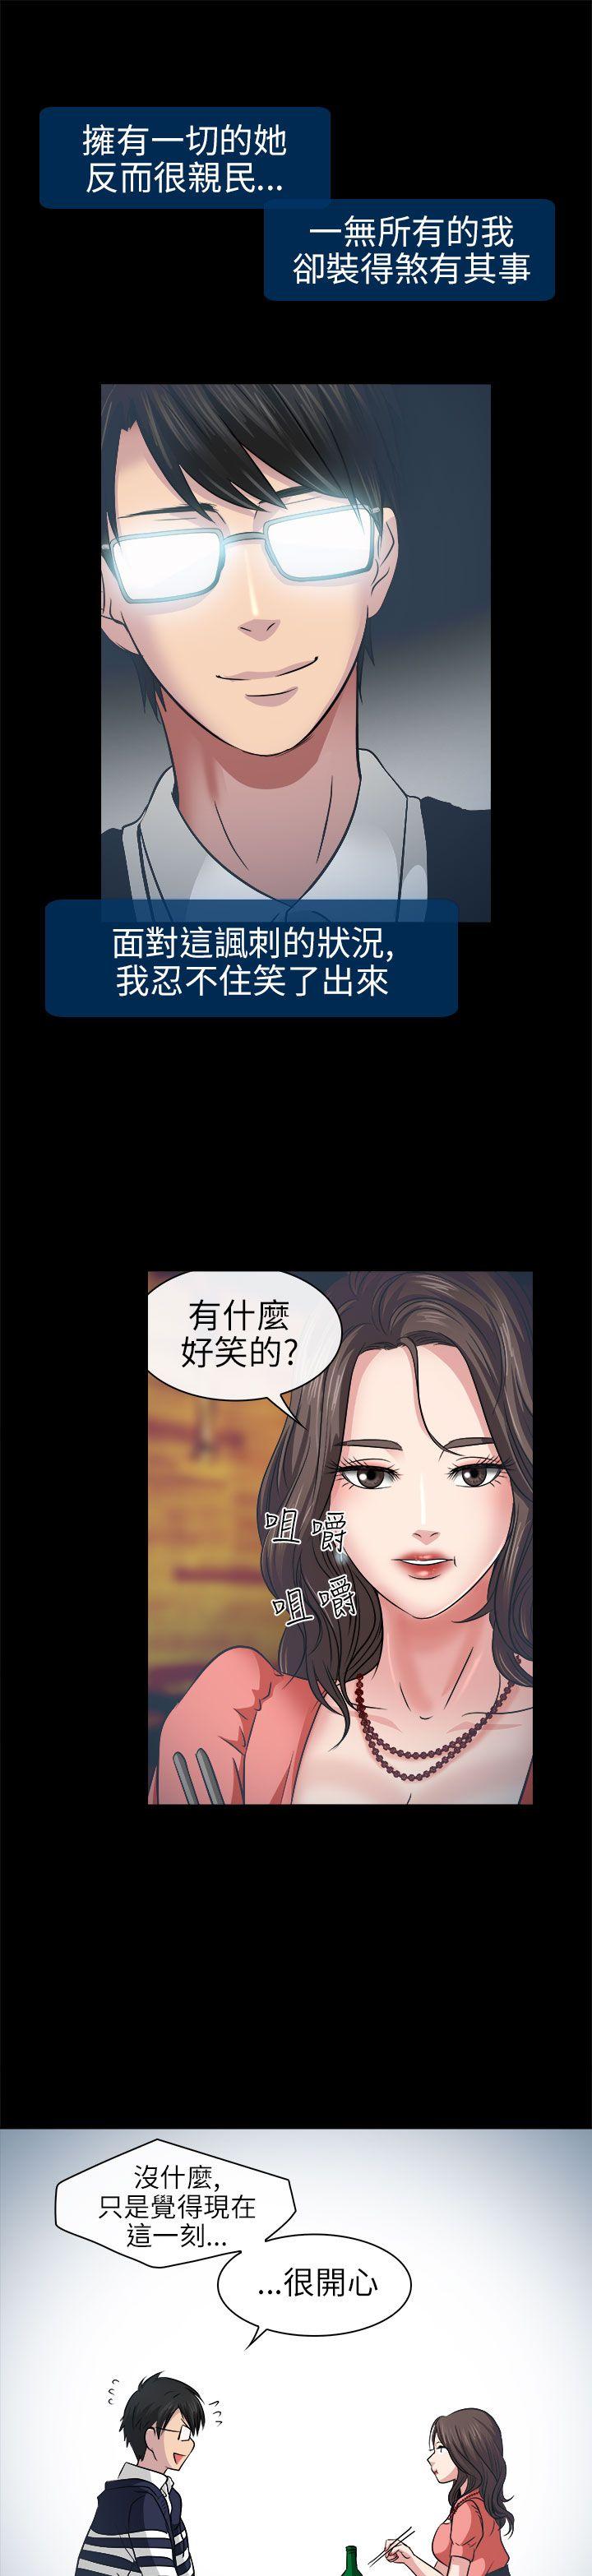 擁有一切的她
反而很親民...
一無所有的我
卻裝得煞有其事
面對這諷刺的狀況,
我忍不住笑了出來
有什麼
好笑的?
咀嚼
咀嚼
沒什麼,
只是覺得現在
這一刻...
...很開心